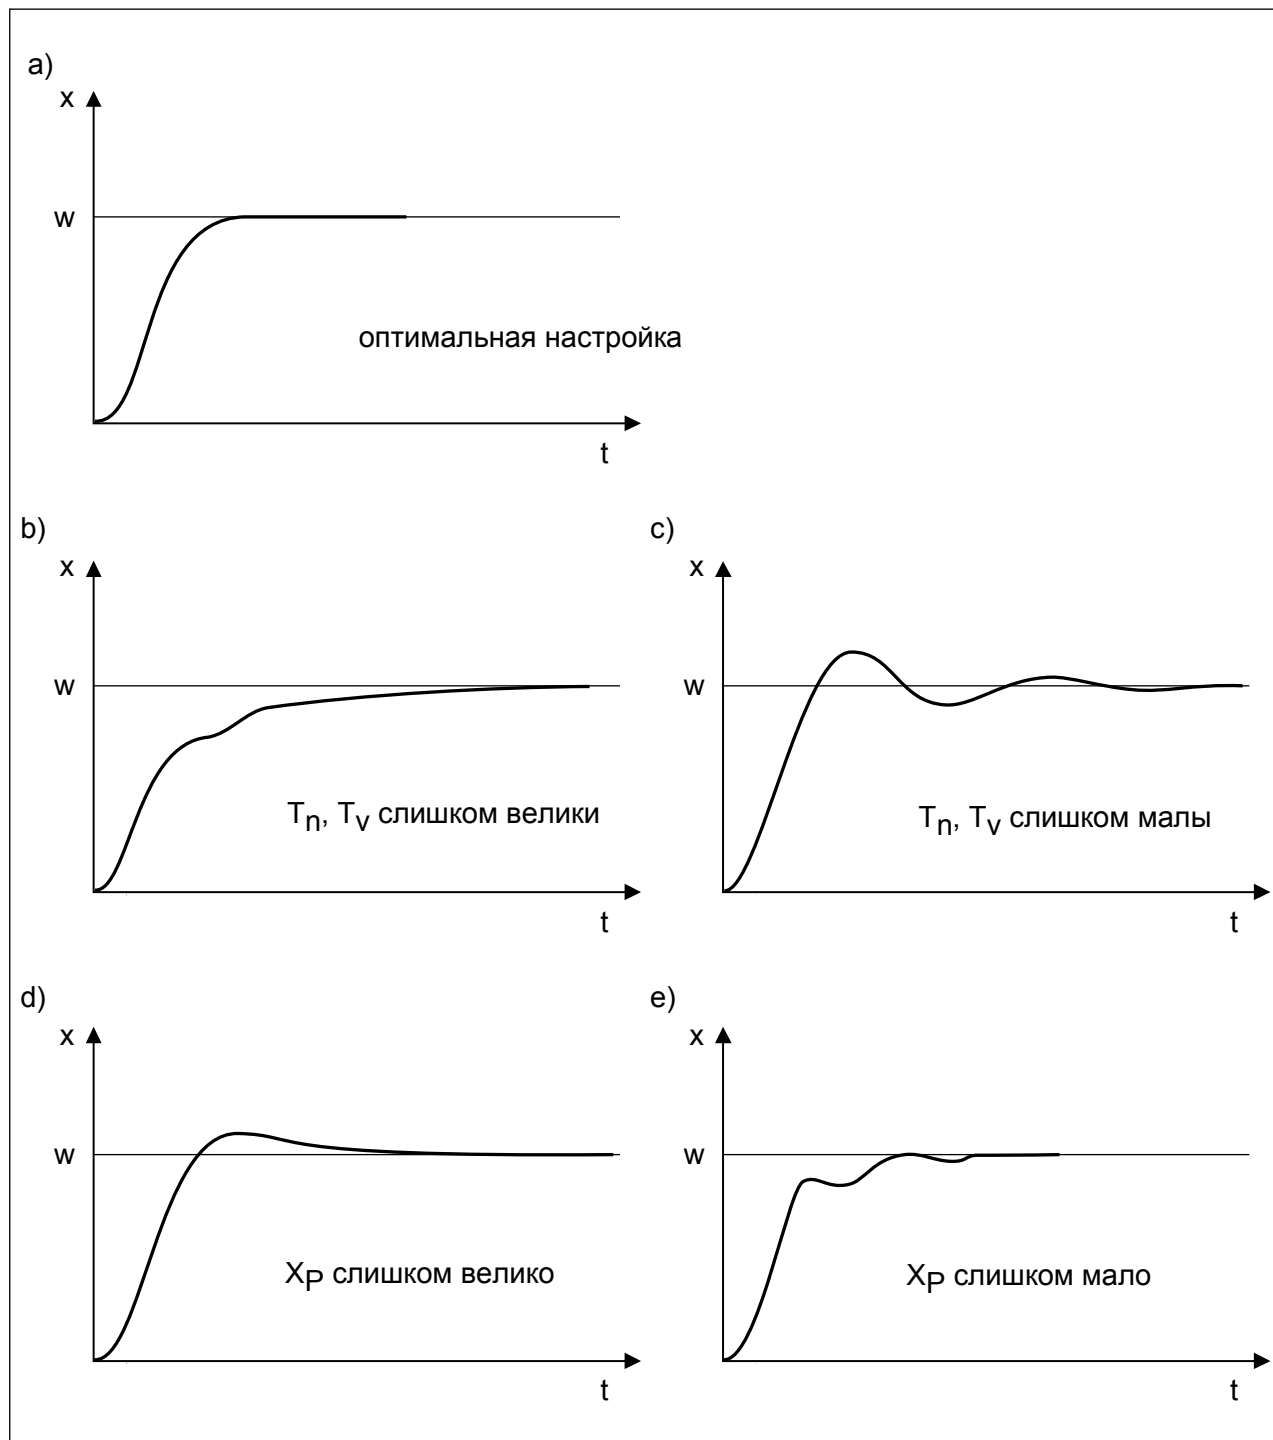 a)
x
w
оптимальная настройка
t
b)
x
w
Tn, Tv слишком велики
t
c)
x
w
Tn, Tv слишком малы
t
d)
x
w
XP слишком велико
t
e)
x
w
XP слишком мало
t